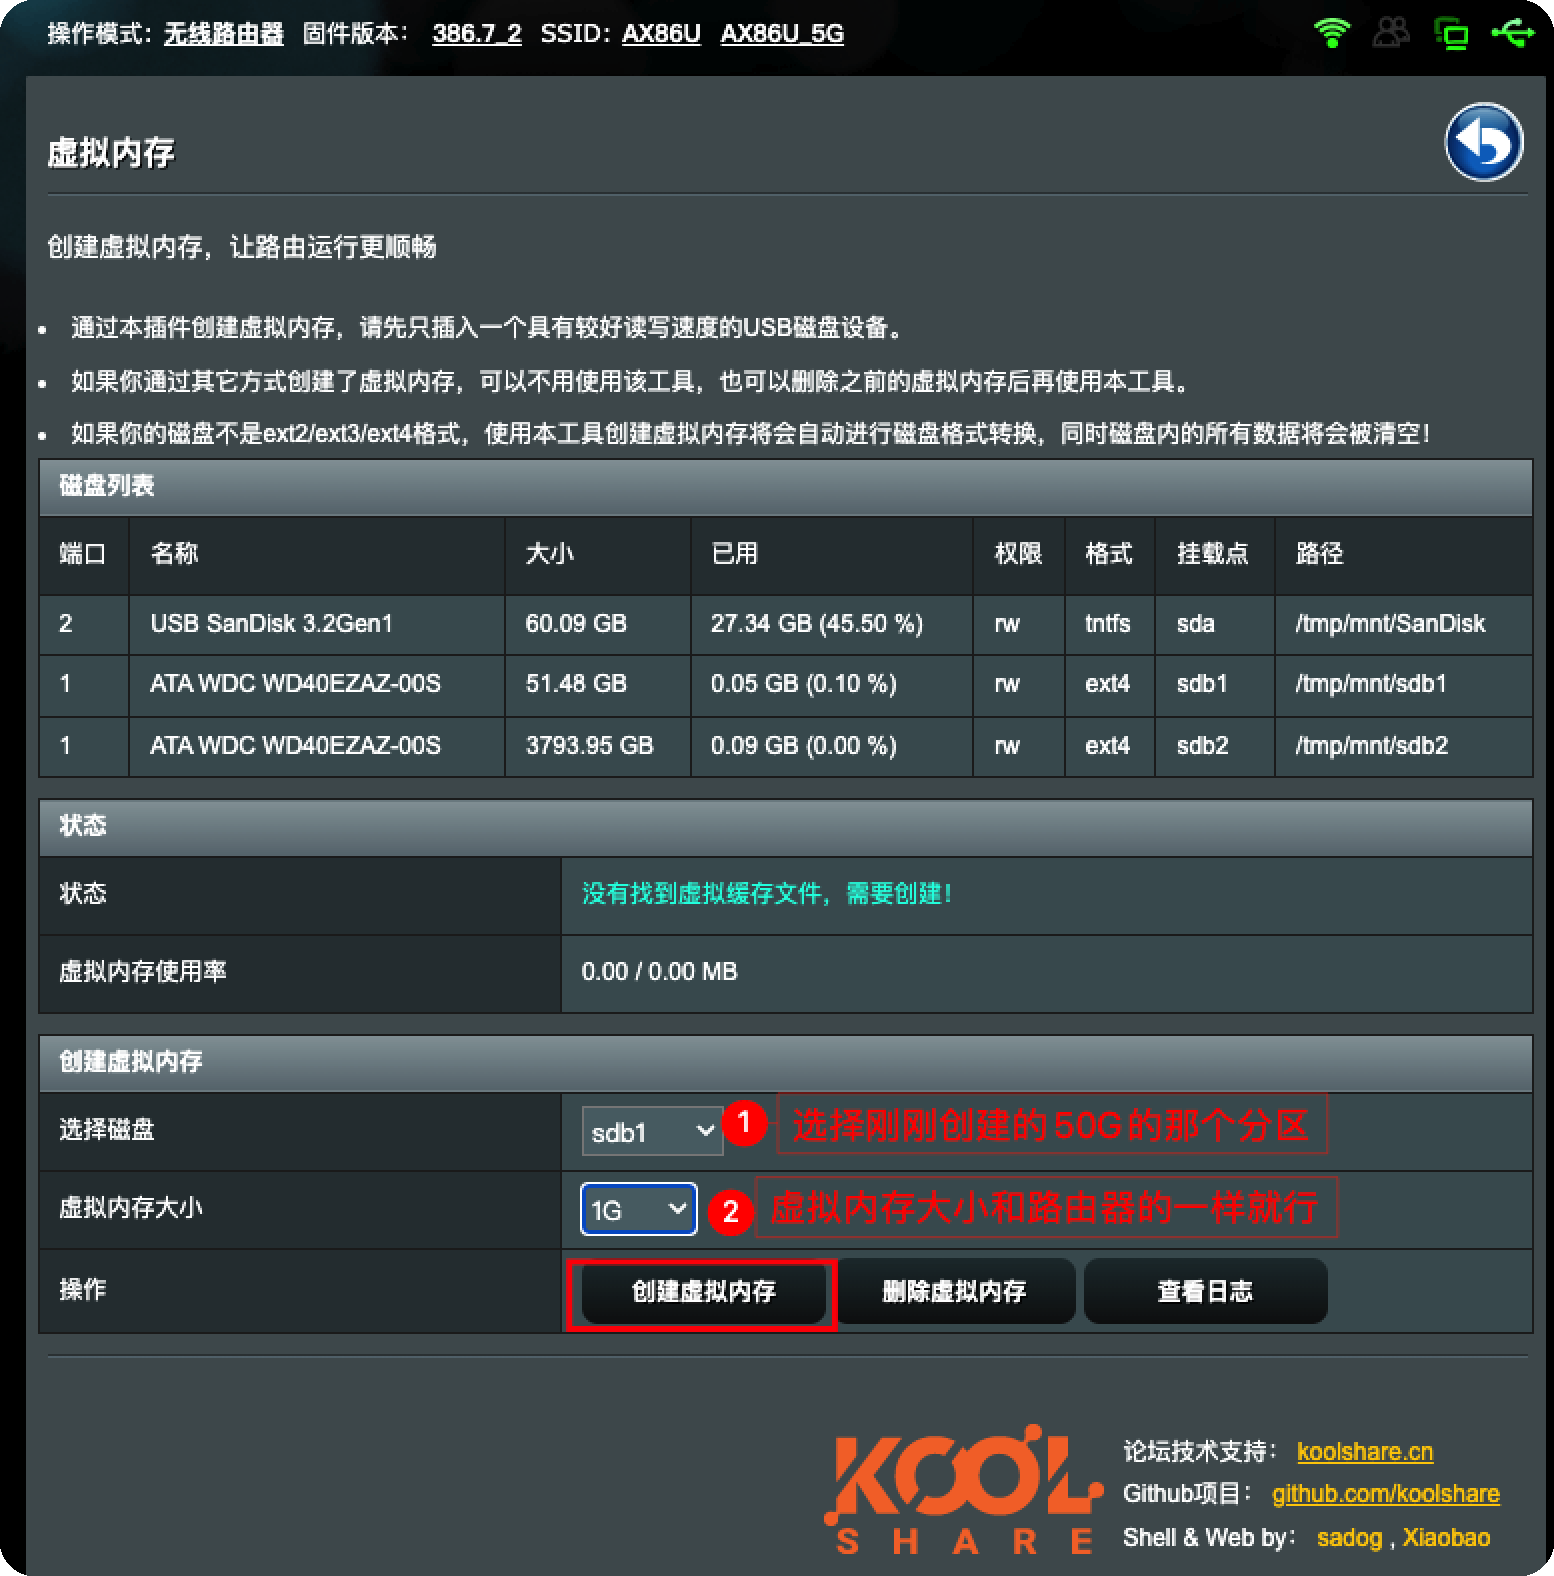 操作模式：无线路由器 固件版本： 386.7_2 SSID: AX86U AX86U_5G
虚拟内存
创建虚拟内存，让路由运行更顺畅
• 通过本插件创建虚拟内存，请先只插入一个具有较好读写速度的USB磁盘设备。
• 如果你通过其它方式创建了虚拟内存，可以不用使用该工具，也可以删除之前的虚拟内存后再使用本工具。
• 如果你的磁盘不是ext2/ext3/ext4格式，使用本工具创建虚拟内存将会自动进行磁盘格式转换，同时磁盘内的所有数据将会被清空！
磁盘列表
端口 名称 大小 已用 权限 格式 挂载点 路径
2 USB SanDisk 3.2Gen1 60.09 GB 27.34 GB (45.50 %) rw tntfs sda /tmp/mnt/SanDisk
1 ATA WDC WD40EZAZ-00S 51.48 GB 0.05 GB (0.10 %) rw ext4 sdb1 /tmp/mnt/sdb1
1 ATA WDC WD40EZAZ-00S 3793.95 GB 0.09 GB (0.00 %) rw ext4 sdb2 /tmp/mnt/sdb2
状态
状态 没有找到虚拟缓存文件，需要创建！
虚拟内存使用率 0.00 / 0.00 MB
创建虚拟内存
选择磁盘 sdb1 1 选择刚刚创建的50G的那个分区
虚拟内存大小 1G 2 虚拟内存大小和路由器的一样就行
操作 创建虚拟内存 删除虚拟内存 查看日志
KOOL
SHARE
论坛技术支持： koolshare.cn
Github项目： github.com/koolshare
Shell & Web by： sadog , Xiaobao